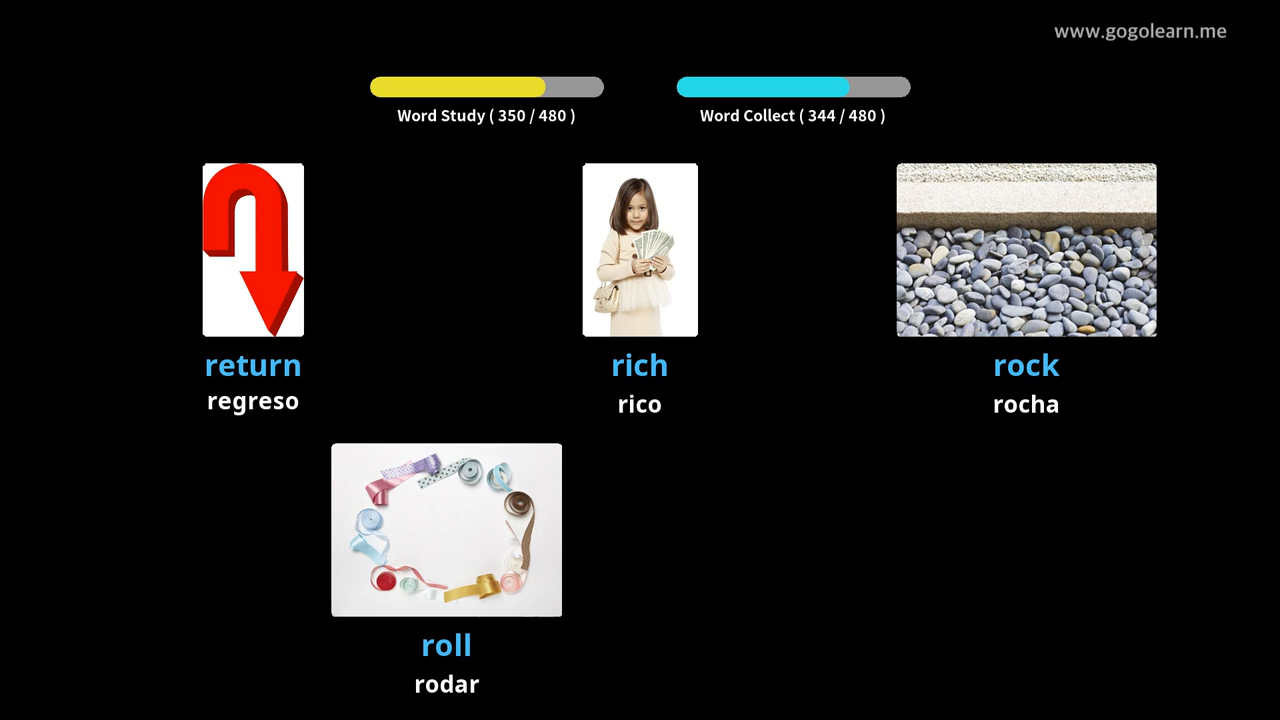 www.gogolearn.me
Word Study ( 350 / 480 )
Word Collect ( 344 / 480 )
return
regreso
rich
rico
rock
rocha
roll
rodar